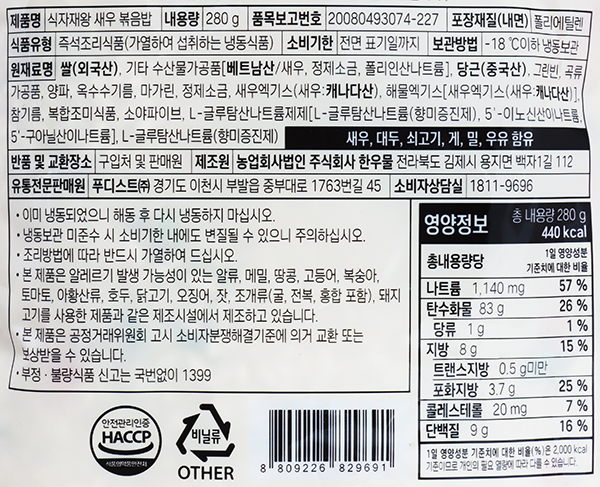 제품명 식자재왕 새우 볶음밥 내용량 280 g 품목보고번호 20080493074-227 포장재질(내면) 폴리에틸렌
식품유형 즉석조리식품(가열하여 섭취하는 냉동식품) 소비기한 전면 표기일까지 보관방법 -18 ℃이하 냉동보관
원재료명 쌀(외국산), 기타 수산물가공품[베트남산/새우, 정제소금, 폴리인산나트륨], 당근(중국산), 그린빈, 곡류
가공품, 양파, 옥수수기름, 마가린, 정제소금, 새우엑기스(새우:캐나다산), 해물엑기스[새우엑기스(새우:캐나다산)],
참기름, 복합조미식품, 소야파이브, L-글루탐산나트륨제제[L-글루탐산나트륨(향미증진제), 5'-이노신산이나트륨,
5'-구아닐산이나트륨], L-글루탐산나트륨(향미증진제) 새우, 대두, 쇠고기, 게, 밀, 우유 함유
반품 및 교환장소 구입처 및 판매원 제조원 농업회사법인 주식회사 한우물 전라북도 김제시 용지면 백자1길 112
유통전문판매원 푸디스트㈜ 경기도 이천시 부발읍 중부대로 1763번길 45 소비자상담실 1811-9696
• 이미 냉동되었으니 해동 후 다시 냉동하지 마십시오.
• 냉동보관 미준수 시 소비기한 내에도 변질될 수 있으니 주의하십시오.
• 조리방법에 따라 반드시 가열하여 드십시오.
• 본 제품은 알레르기 발생 가능성이 있는 알류, 메밀, 땅콩, 고등어, 복숭아,
토마토, 아황산류, 호두, 닭고기, 오징어, 잣, 조개류(굴, 전복, 홍합 포함), 돼지
고기를 사용한 제품과 같은 제조시설에서 제조하고 있습니다.
• 본 제품은 공정거래위원회 고시 소비자분쟁해결기준에 의거 교환 또는
보상받을 수 있습니다.
• 부정 · 불량식품 신고는 국번없이 1399
영양정보 총 내용량 280 g
440 kcal
총내용량당 1일 영양성분
기준치에 대한 비율
나트륨 1,140 mg 57 %
탄수화물 83 g 26 %
당류 1 g 1 %
지방 8 g 15 %
트랜스지방 0.5 g미만
포화지방 3.7 g 25 %
콜레스테롤 20 mg 7 %
단백질 9 g 16 %
1일 영양성분 기준치에 대한 비율(%)은 2,000 kcal
기준이므로 개인의 필요 열량에 따라 다를 수 있습니다.
안전관리인증
HACCP
식품의약품안전처
비닐류
OTHER
8 809226 829691